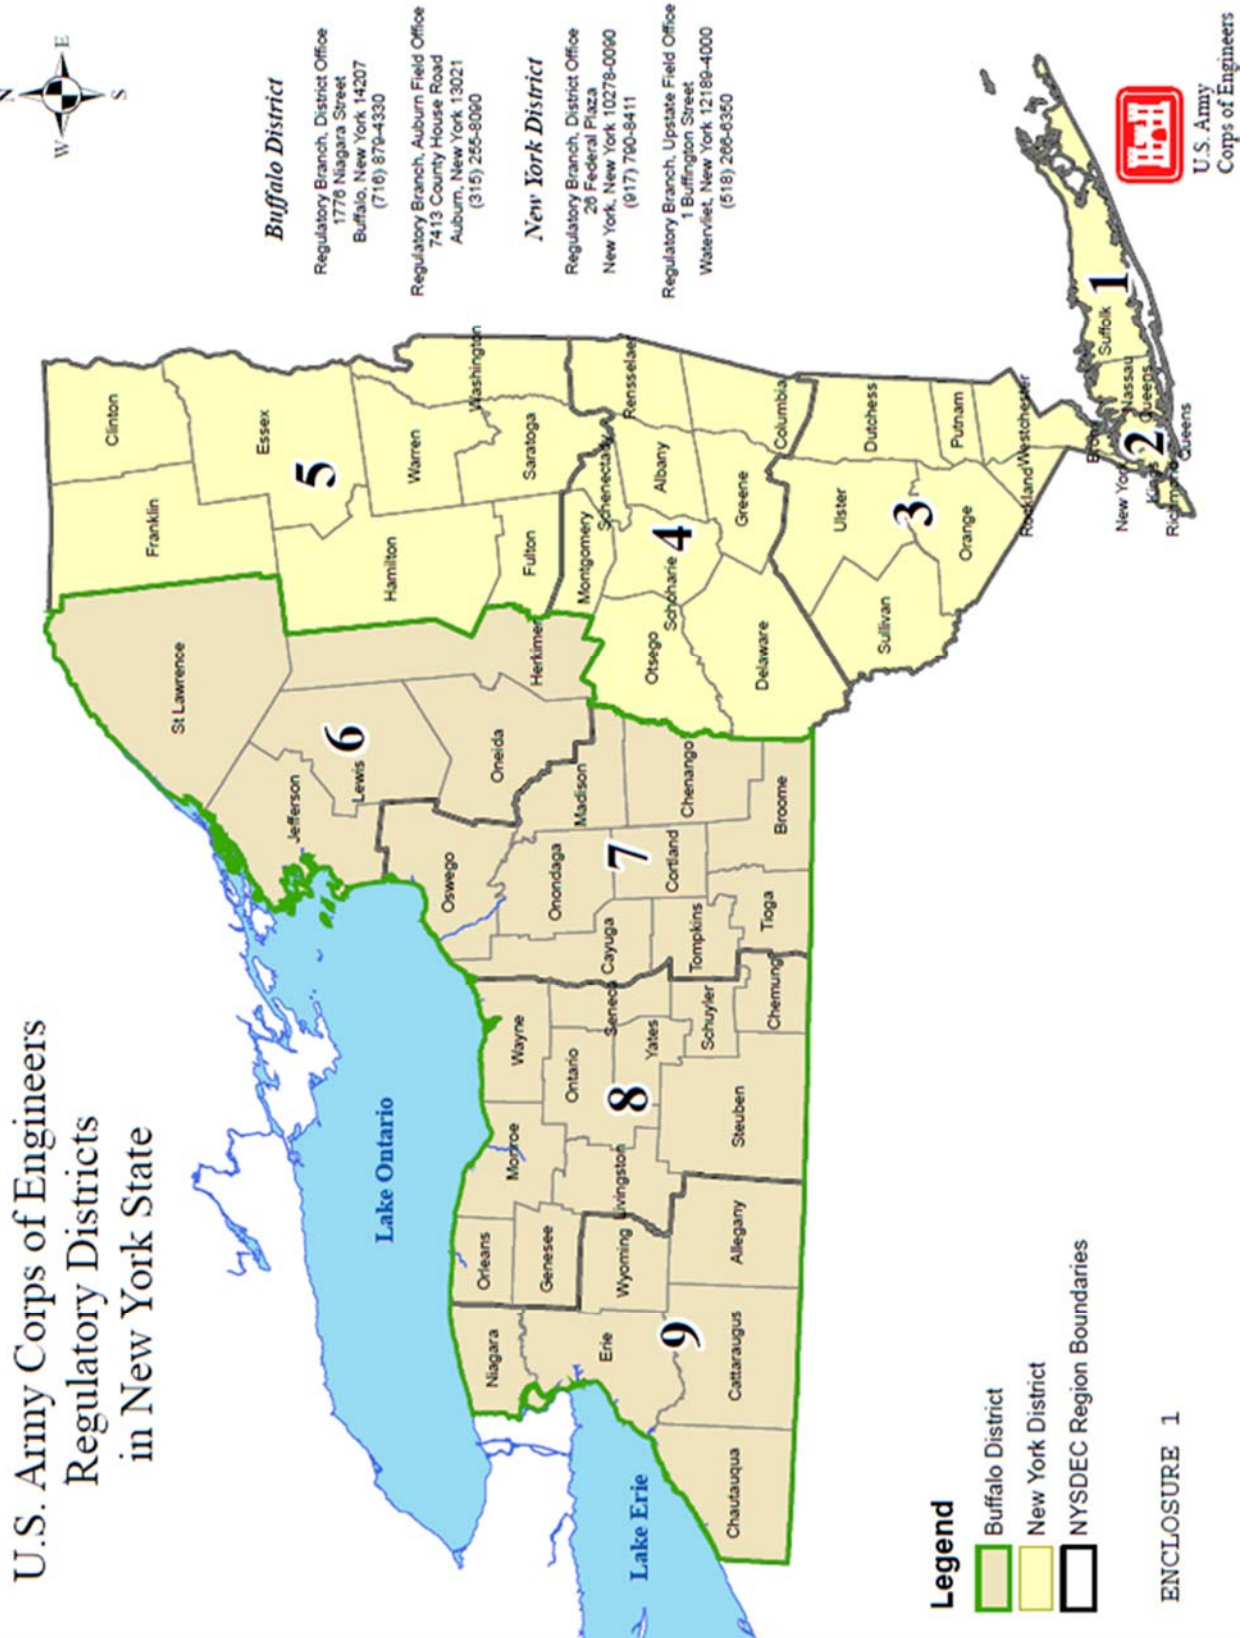 U.S. Army Corps of Engineers
Regulatory Districts
in New York State
N
W
E
S
Buffalo District
Regulatory Branch, District Office
1776 Niagara Street
Buffalo, New York 14207
(716) 879-4330
Regulatory Branch, Auburn Field Office
7413 County House Road
Auburn, New York 13021
(315) 255-8090
New York District
Regulatory Branch, District Office
26 Federal Plaza
New York, New York 10278-0090
(917) 790-8411
Regulatory Branch, Upstate Field Office
1 Buffington Street
Watervliet, New York 12189-4000
(518) 266-6350
Clinton
Franklin
St Lawrence
Essex
5
Jefferson
Lewis
6
Hamilton
Warren
Washington
Lake Ontario
Oswego
Oneida
Herkimer
Fulton
Saratoga
Niagara
Orleans
Monroe
Wayne
Genesee
Ontario
Onondaga
Madison
Montgomery
Schenectady
Rensselaer
Erie
Wyoming
Livingston
8
Seneca
Cayuga
7
Yates
Cortland
Otsego
Schoharie
4
Albany
9
Tompkins
Schuyler
Chenango
Lake Erie
Chautauqua
Cattaraugus
Allegany
Steuben
Chemung
Tioga
Broome
Delaware
Greene
Columbia
Ulster
Dutchess
Sullivan
3
Orange
Putnam
Rockland
Westchester
Bronx
New York
Nassau
Suffolk
1
2
Queens
Kings
Richmond
Queens
Legend
Buffalo District
New York District
NYSDEC Region Boundaries
ENCLOSURE 1
U.S. Army
Corps of Engineers